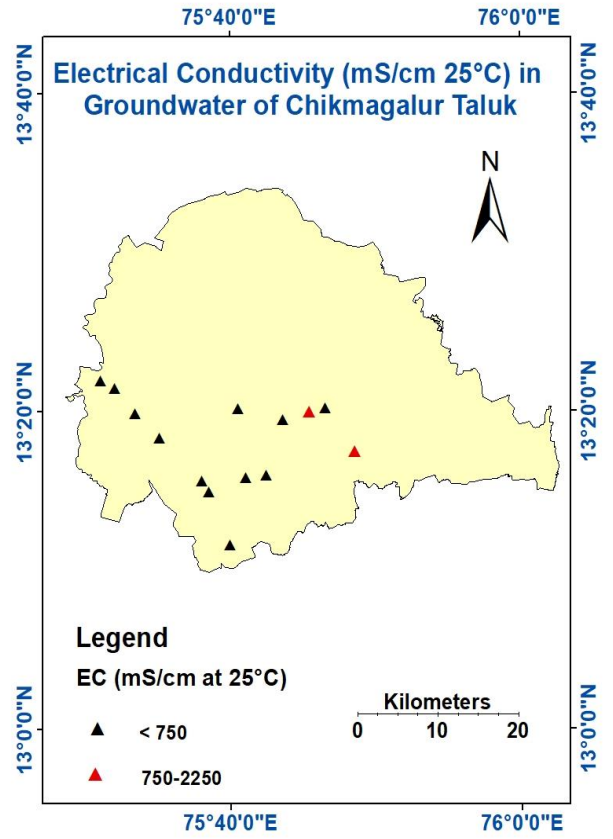 75°40'0"E 76°0'0"E
Electrical Conductivity (mS/cm 25°C) in
Groundwater of Chikmagalur Taluk
13°40'0"N 13°40'0"N
N
13°20'0"N 13°20'0"N
Legend
EC (mS/cm at 25°C)
Kilometers
0 10 20
< 750
13°0'0"N 13°0'0"N
750-2250
75°40'0"E 76°0'0"E